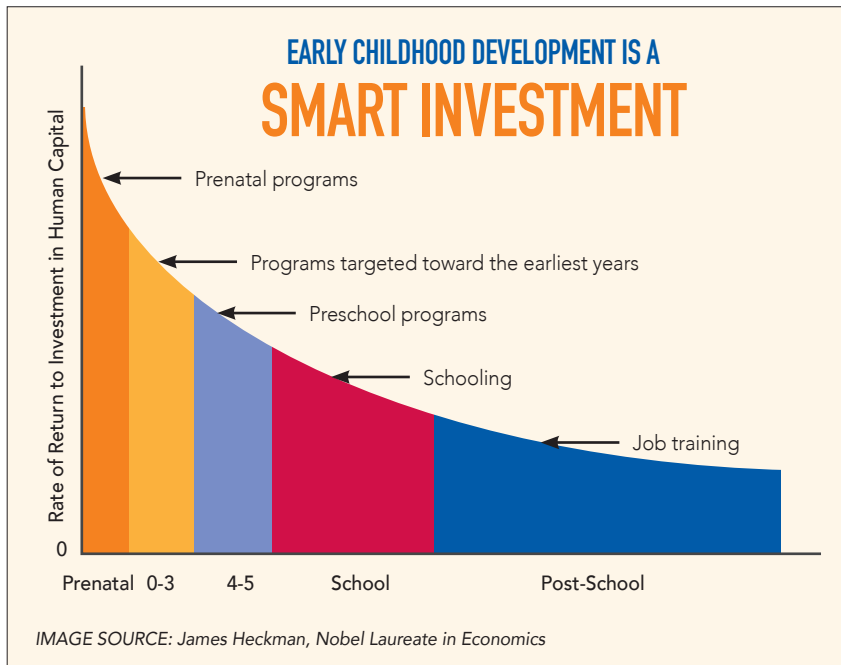 EARLY CHILDHOOD DEVELOPMENT IS A
SMART INVESTMENT
Rate of Return to Investment in Human Capital
Prenatal programs
Programs targeted toward the earliest years
Preschool programs
Schooling
Job training
0
Prenatal 0-3 4-5 School Post-School
IMAGE SOURCE: James Heckman, Nobel Laureate in Economics